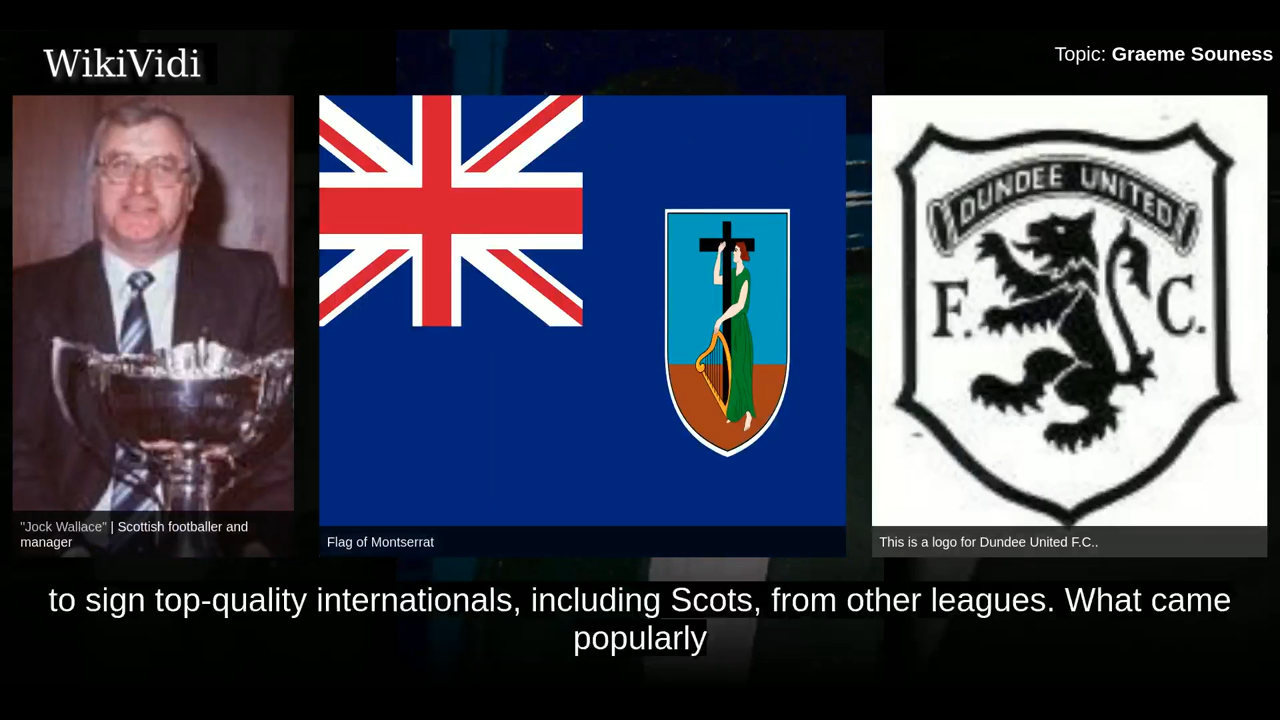 WikiVidi
Topic: Graeme Souness
DUNDEE UNITED
F. C.
"Jock Wallace" | Scottish footballer and
manager
Flag of Montserrat
This is a logo for Dundee United F.C..
to sign top-quality internationals, including Scots, from other leagues. What came
popularly